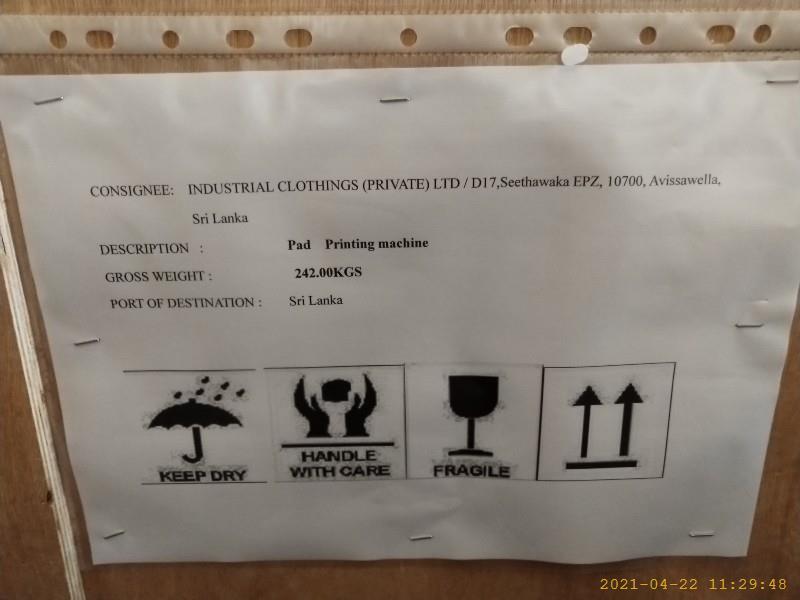 CONSIGNEE: INDUSTRIAL CLOTHINGS (PRIVATE) LTD / D17,Seethawaka EPZ, 10700, Avissawella,
Sri Lanka
DESCRIPTION : Pad Printing machine
GROSS WEIGHT : 242.00KGS
PORT OF DESTINATION : Sri Lanka
KEEP DRY
HANDLE
WITH CARE
FRAGILE
2021-04-22 11:29:48